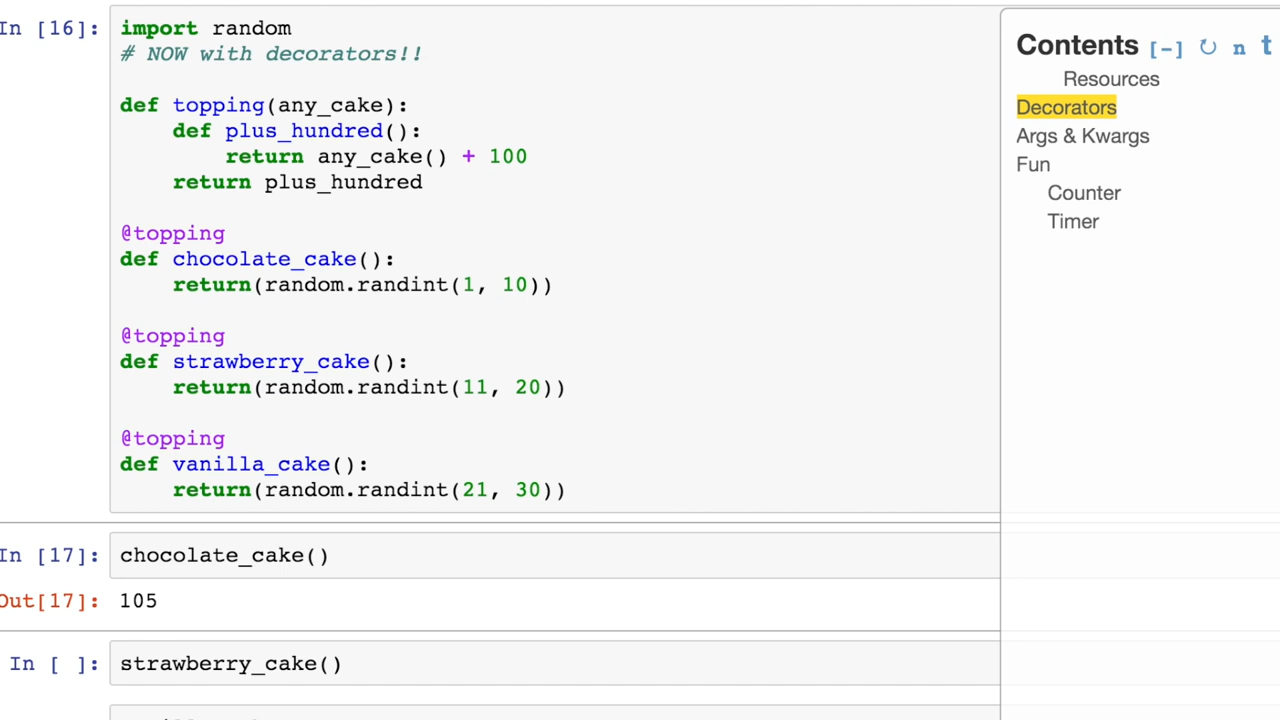 In [16]:
import random
# NOW with decorators!!
def topping(any_cake):
    def plus_hundred():
        return any_cake() + 100
    return plus_hundred
@topping
def chocolate_cake():
    return(random.randint(1, 10))
@topping
def strawberry_cake():
    return(random.randint(11, 20))
@topping
def vanilla_cake():
    return(random.randint(21, 30))
In [17]:
chocolate_cake()
Out[17]:
105
In [ ]:
strawberry_cake()
Contents [-] ↻ n t
Resources
Decorators
Args & Kwargs
Fun
Counter
Timer